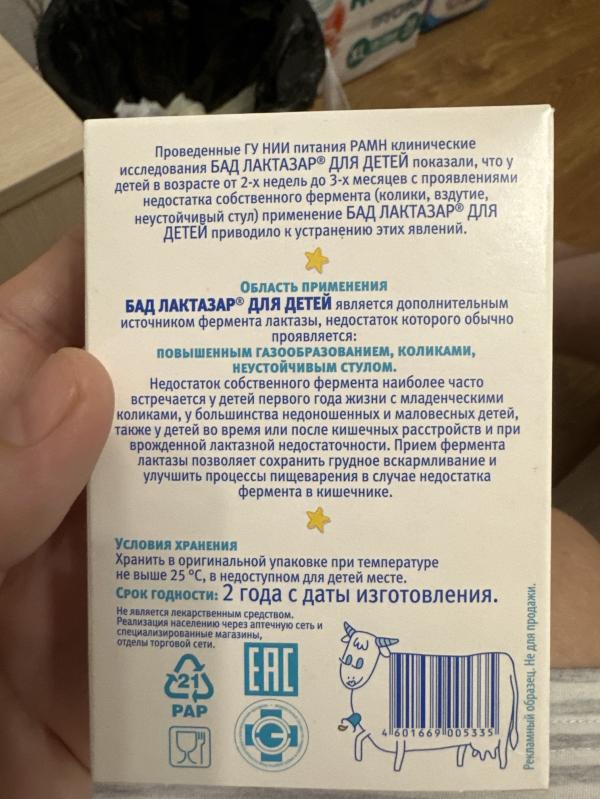 Проведенные ГУ НИИ питания РАМН клинические
исследования БАД ЛАКТАЗАР® ДЛЯ ДЕТЕЙ показали, что у
детей в возрасте от 2-х недель до 3-х месяцев с проявлениями
недостатка собственного фермента (колики, вздутие,
неустойчивый стул) применение БАД ЛАКТАЗАР® ДЛЯ
ДЕТЕЙ приводило к устранению этих явлений.
ОБЛАСТЬ ПРИМЕНЕНИЯ
БАД ЛАКТАЗАР® ДЛЯ ДЕТЕЙ является дополнительным
источником фермента лактазы, недостаток которого обычно
проявляется:
ПОВЫШЕННЫМ ГАЗООБРАЗОВАНИЕМ, КОЛИКАМИ,
НЕУСТОЙЧИВЫМ СТУЛОМ.
Недостаток собственного фермента наиболее часто
встречается у детей первого года жизни с младенческими
коликами, у большинства недоношенных и маловесных детей,
также у детей во время или после кишечных расстройств и при
врожденной лактазной недостаточности. Прием фермента
лактазы позволяет сохранить грудное вскармливание и
улучшить процессы пищеварения в случае недостатка
фермента в кишечнике.
УСЛОВИЯ ХРАНЕНИЯ
Хранить в оригинальной упаковке при температуре
не выше 25 °С, в недоступном для детей месте.
СРОК ГОДНОСТИ: 2 года с даты изготовления.
Не является лекарственным средством.
Реализация населению через аптечную сеть и
специализированные магазины,
отделы торговой сети.
21
PAP
EAC
4 601669 005335
Рекламный образец. Не для продажи.